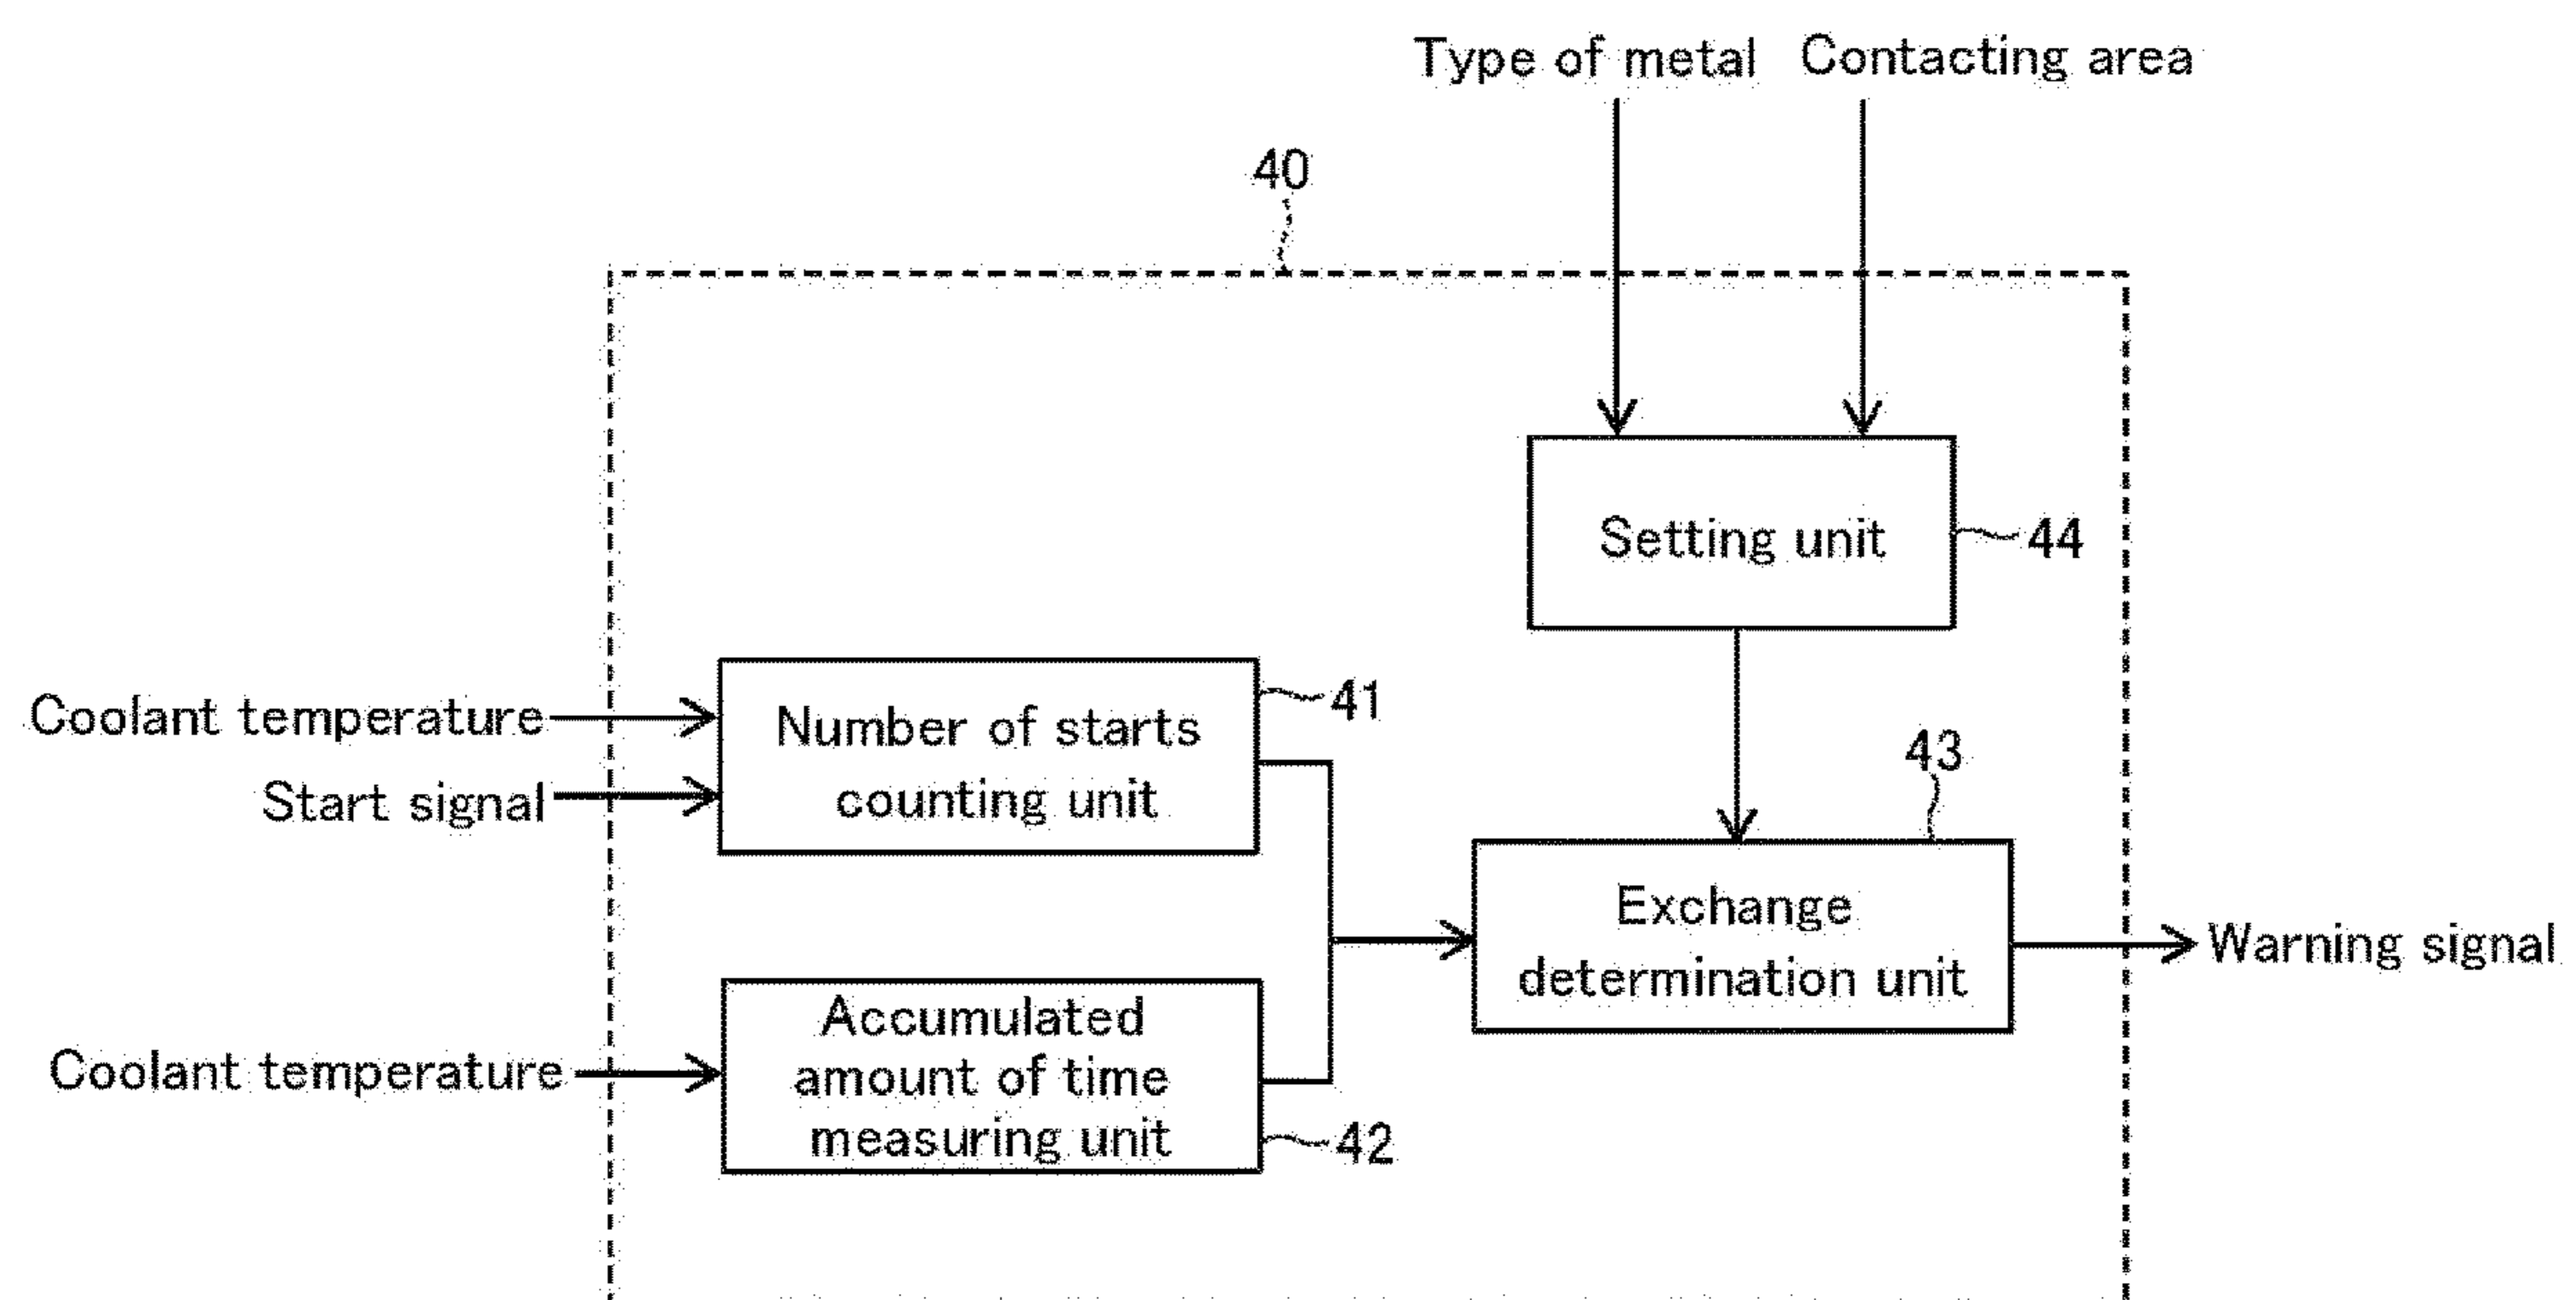 Type of metal Contacting area
40
Setting unit
44
Coolant temperature
Start signal
Number of starts
counting unit
41
43
Exchange
determination unit
Warning signal
Coolant temperature
Accumulated
amount of time
measuring unit
42